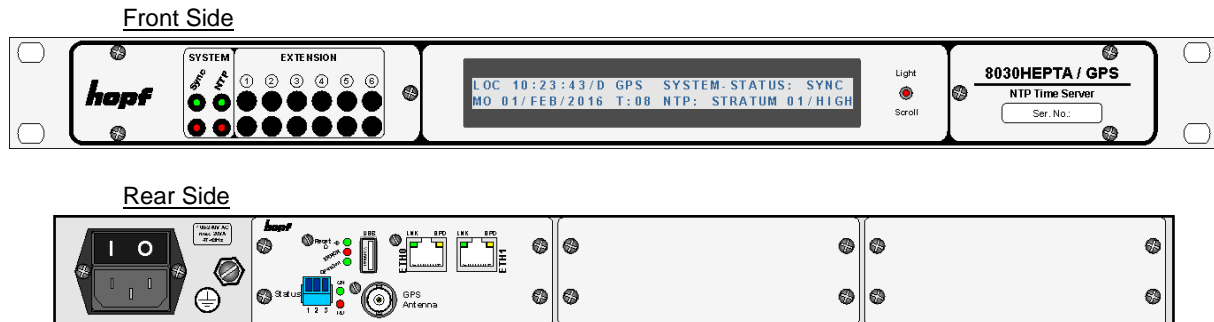 Front Side
hopf
SYSTEM
EXTENSION
Sync
NTP
1 2 3 4 5 6
LOC 10:23:43/D GPS SYSTEM-STATUS: SYNC
MO 01/FEB/2016 T:08 NTP: STRATUM 01/HIGH
Light
Scroll
8030HEPTA / GPS
NTP Time Server
Ser. No.:
Rear Side
I O
hopf
Reset
USB
LNK SPD
LNK SPD
ETH0
ETH1
Status
1 2 3
GPS
Antenna